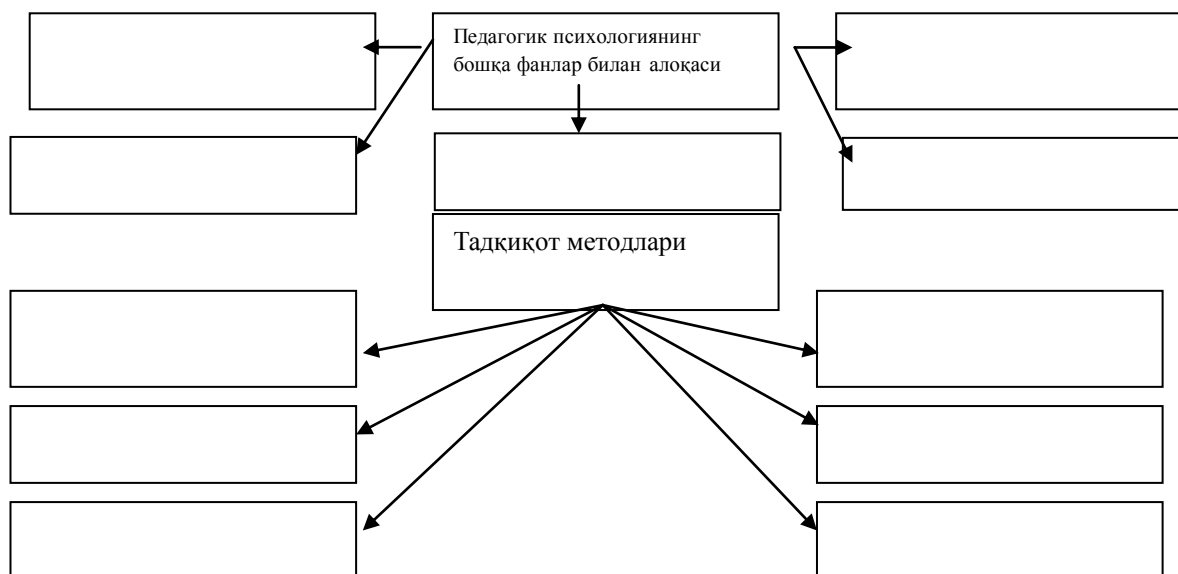 Педагогик психологиянинг
бошқа фанлар билан алоқаси
Тадқиқот методлари